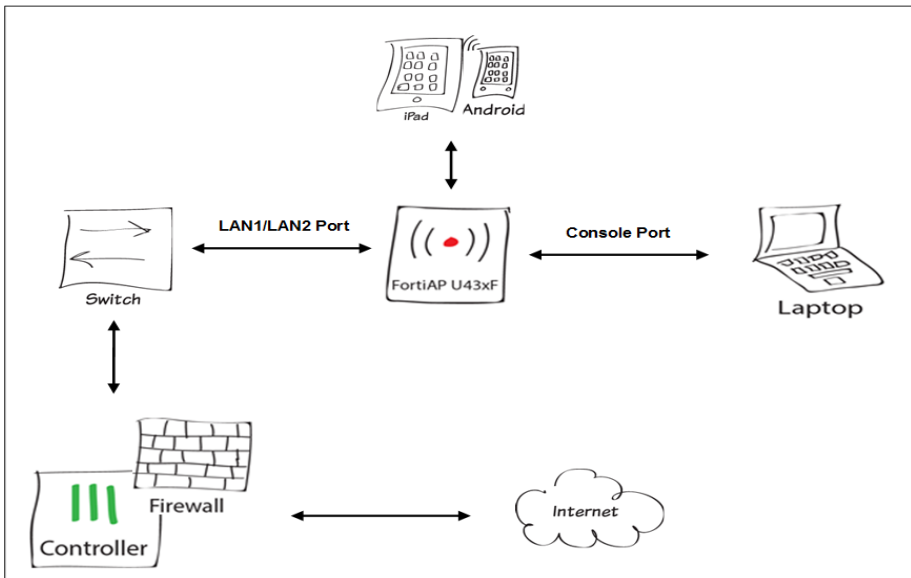 iPad
Android
LAN1/LAN2 Port
Console Port
Switch
FortiAP U43xF
Laptop
Firewall
Controller
Internet